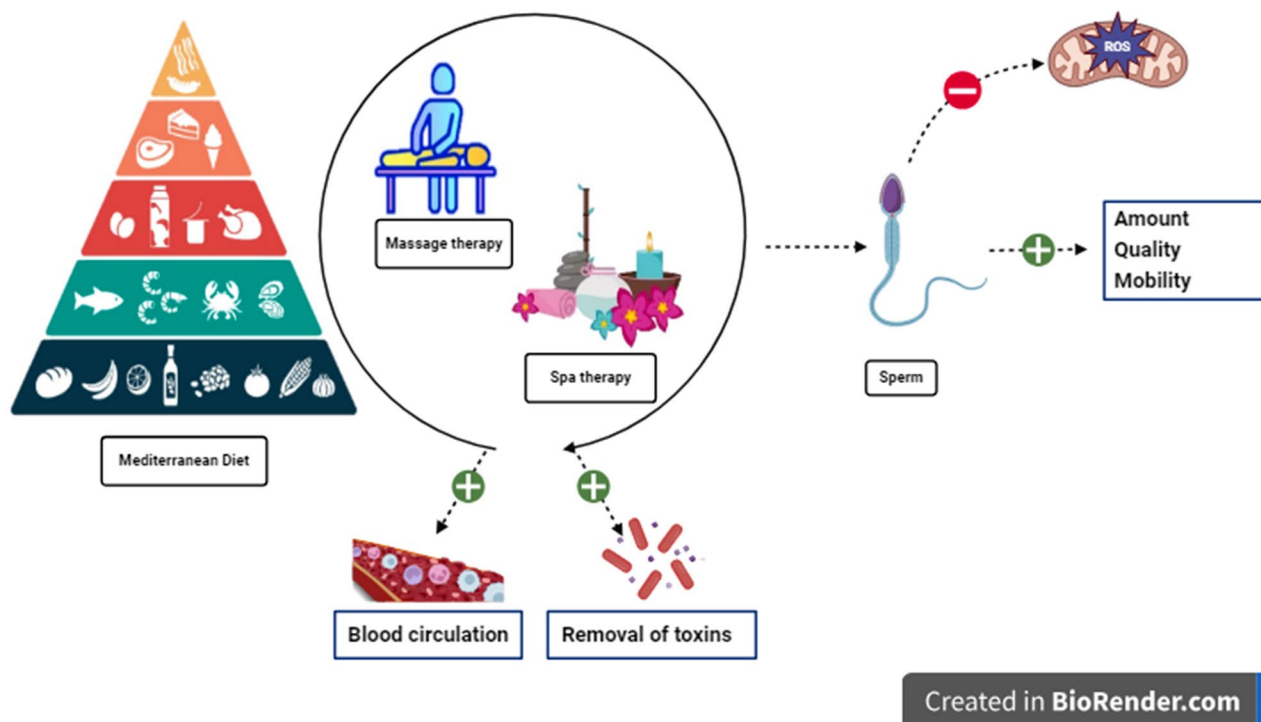 ROS
Massage therapy
Amount
Quality
Mobility
Spa therapy
Sperm
Mediterranean Diet
Blood circulation
Removal of toxins
Created in BioRender.com